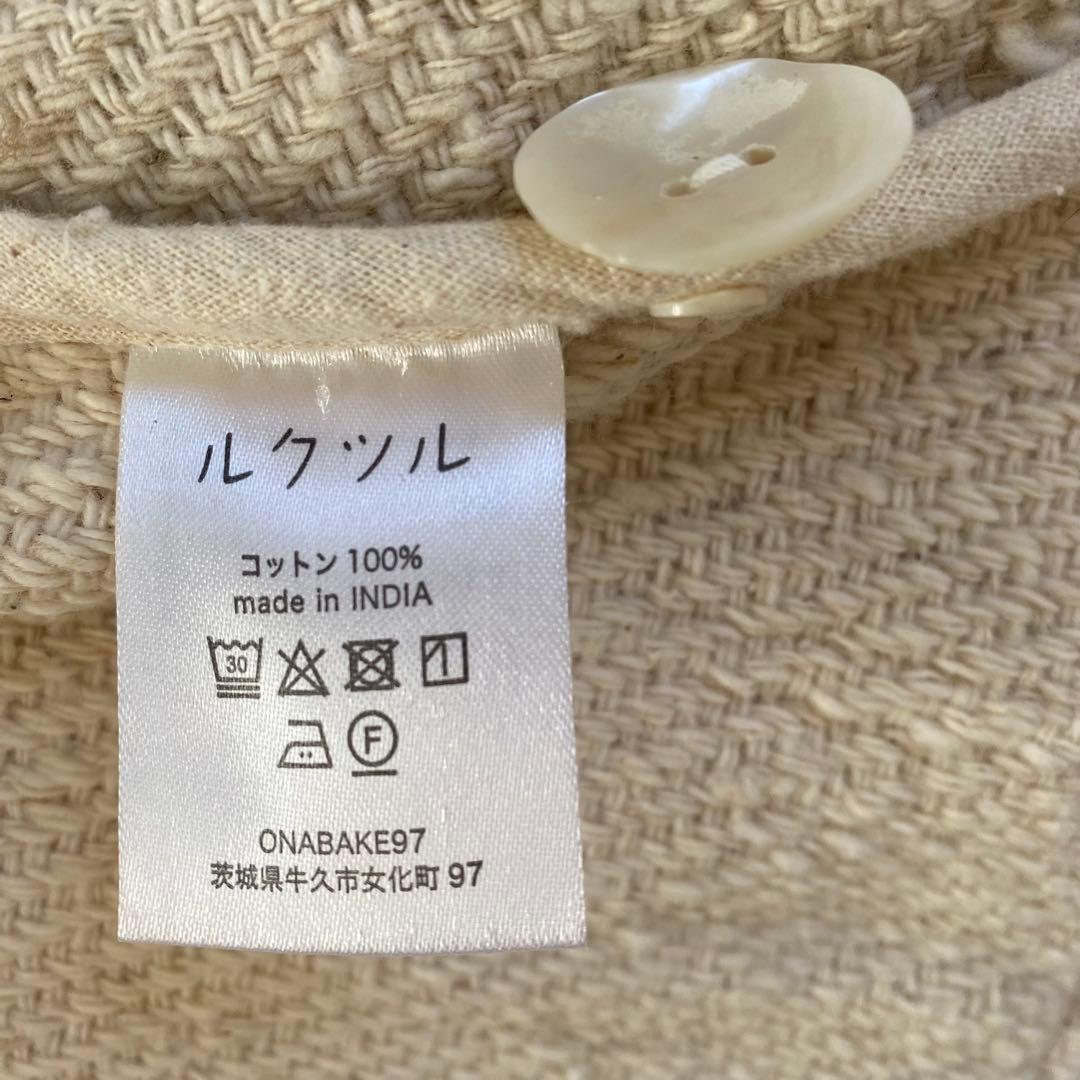 ルクツル
コットン 100%
made in INDIA
30
F
ONABAKE97
茨城県牛久市女化町 97